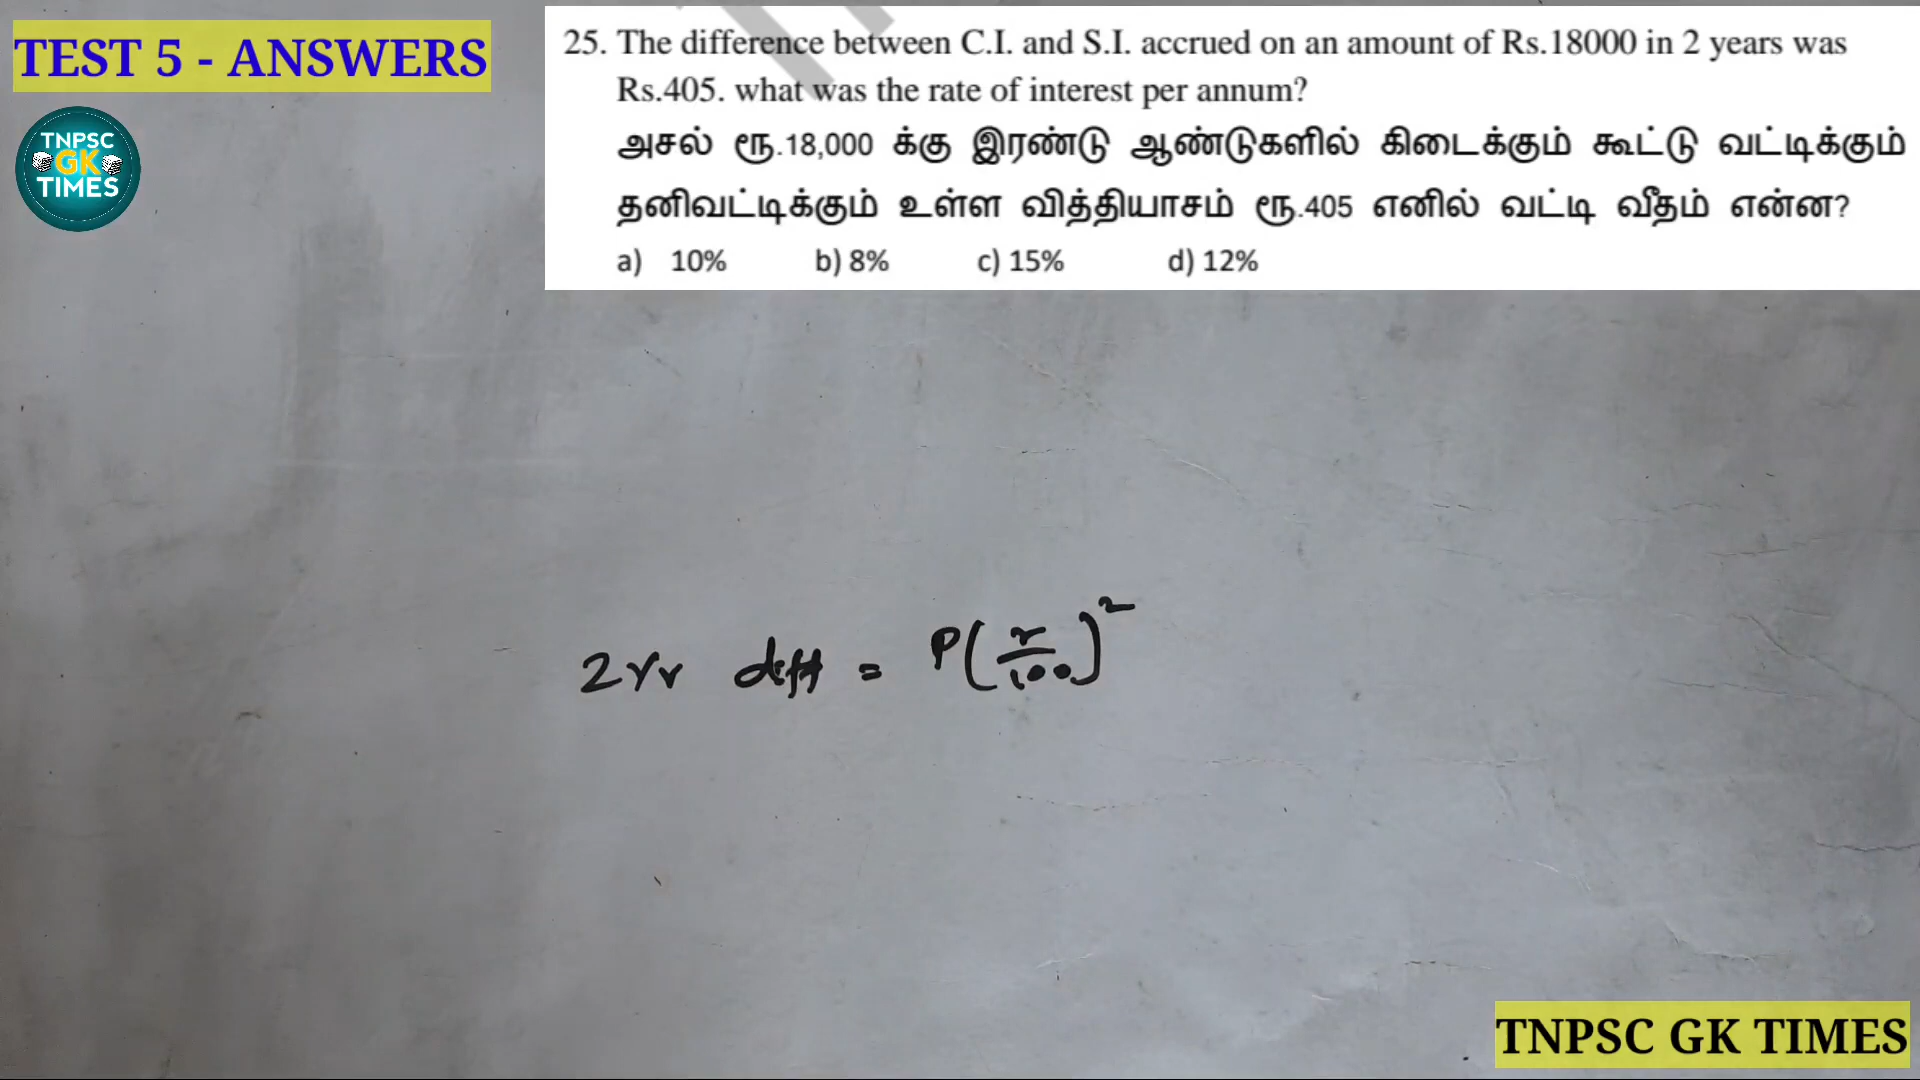 TEST 5 - ANSWERS
TNPSC
GK
TIMES
25. The difference between C.I. and S.I. accrued on an amount of Rs.18000 in 2 years was
Rs.405. what was the rate of interest per annum?
அசல் ரூ.18,000 க்கு இரண்டு ஆண்டுகளில் கிடைக்கும் கூட்டு வட்டிக்கும்
தனிவட்டிக்கும் உள்ள வித்தியாசம் ரூ.405 எனில் வட்டி வீதம் என்ன?
a) 10% b) 8% c) 15% d) 12%
2 yr diff = P(r/100)²
TNPSC GK TIMES